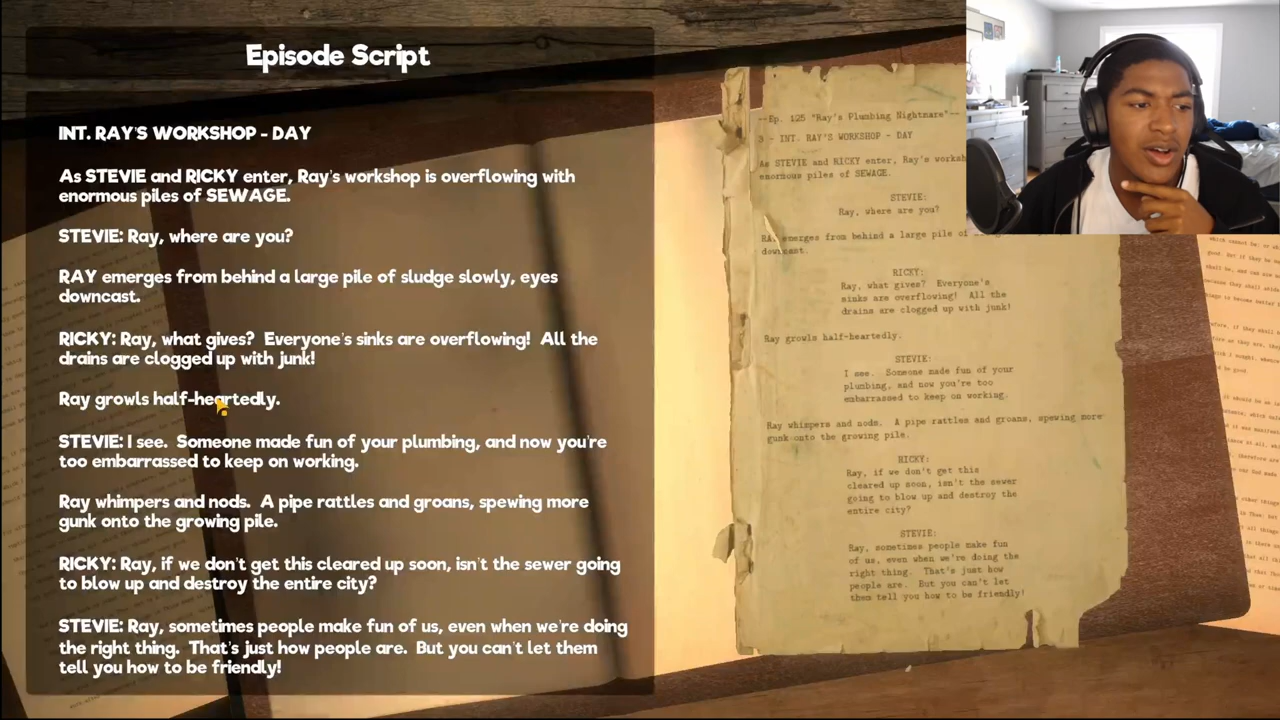 Episode Script
INT. RAY'S WORKSHOP - DAY
As STEVIE and RICKY enter, Ray's workshop is overflowing with
enormous piles of SEWAGE.
STEVIE: Ray, where are you?
RAY emerges from behind a large pile of sludge slowly, eyes
downcast.
RICKY: Ray, what gives?  Everyone's sinks are overflowing!  All the
drains are clogged up with junk!
Ray growls half-heartedly.
STEVIE: I see.  Someone made fun of your plumbing, and now you're
too embarrassed to keep on working.
Ray whimpers and nods.  A pipe rattles and groans, spewing more
gunk onto the growing pile.
RICKY: Ray, if we don't get this cleared up soon, isn't the sewer going
to blow up and destroy the entire city?
STEVIE: Ray, sometimes people make fun of us, even when we're doing
the right thing.  That's just how people are.  But you can't let them
tell you how to be friendly!
--Ep. 125 "Ray's Plumbing Nightmare"--
3 - INT. RAY'S WORKSHOP - DAY
As STEVIE and RICKY enter, Ray's
enormous piles of SEWAGE.
STEVIE:
Ray, where are you?
emerges from behind a large pile of
downcast.
RICKY:
Ray, what gives?  Everyone's
sinks are overflowing!  All the
drains are clogged up with junk!
Ray growls half-heartedly.
STEVIE:
I see.  Someone made fun of your
plumbing, and now you're too
embarrassed to keep on working.
Ray whimpers and nods.  A pipe rattles and groans, spewing more
gunk onto the growing pile.
RICKY:
Ray, if we don't get this
cleared up soon, isn't the sewer
going to blow up and destroy the
entire city?
STEVIE:
Ray, sometimes people make fun
of us, even when we're doing the
right thing.  That's just how
people are.  But you can't let
them tell you how to be friendly!